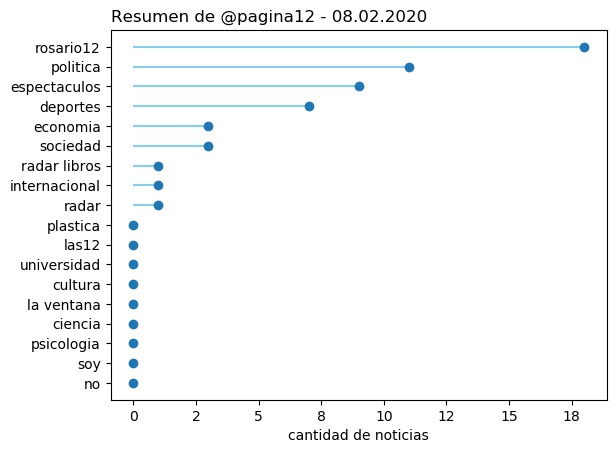 Resumen de @pagina12 - 08.02.2020
rosario12
politica
espectaculos
deportes
economia
sociedad
radar libros
internacional
radar
plastica
las12
universidad
cultura
la ventana
ciencia
psicologia
soy
no
0 2 5 8 10 12 15 18
cantidad de noticias